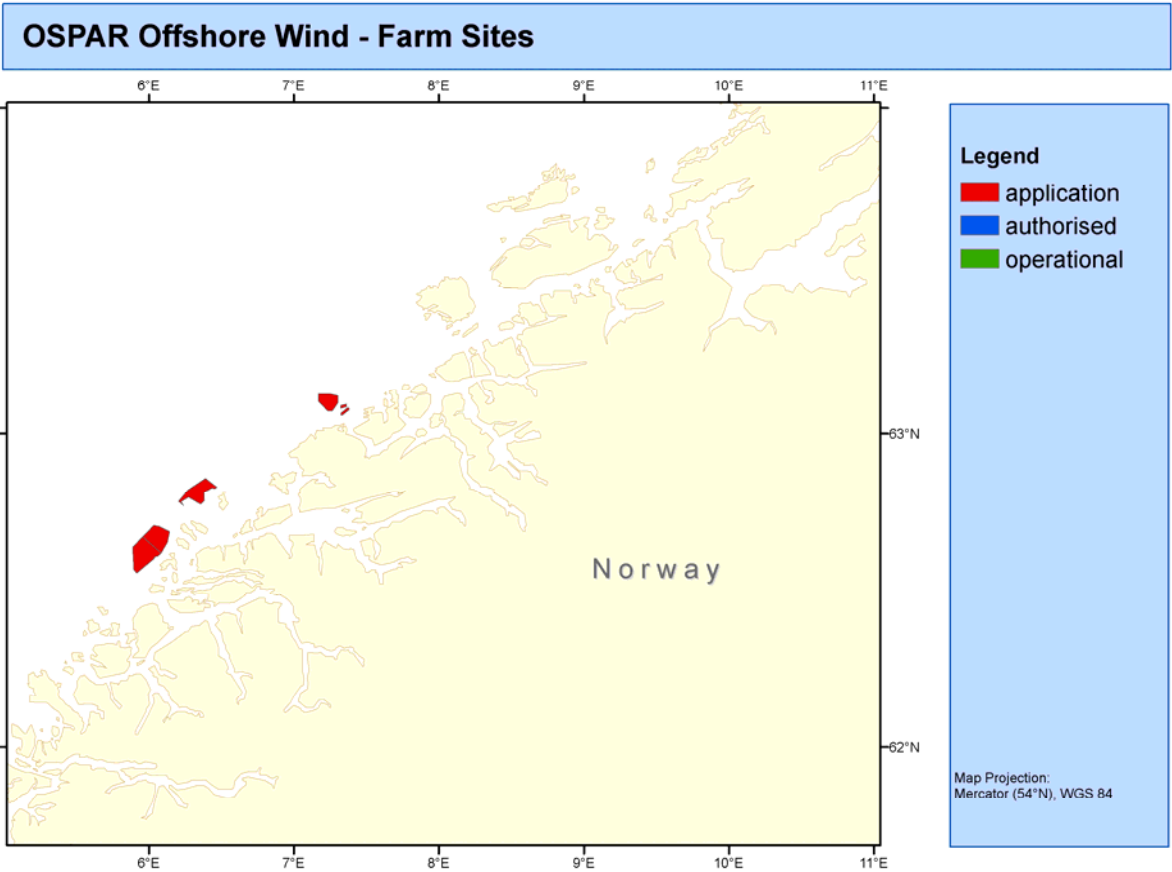 OSPAR Offshore Wind - Farm Sites
6°E 7°E 8°E 9°E 10°E 11°E
Legend
application
authorised
operational
63°N
Norway
62°N
Map Projection:
Mercator (54°N), WGS 84
6°E 7°E 8°E 9°E 10°E 11°E